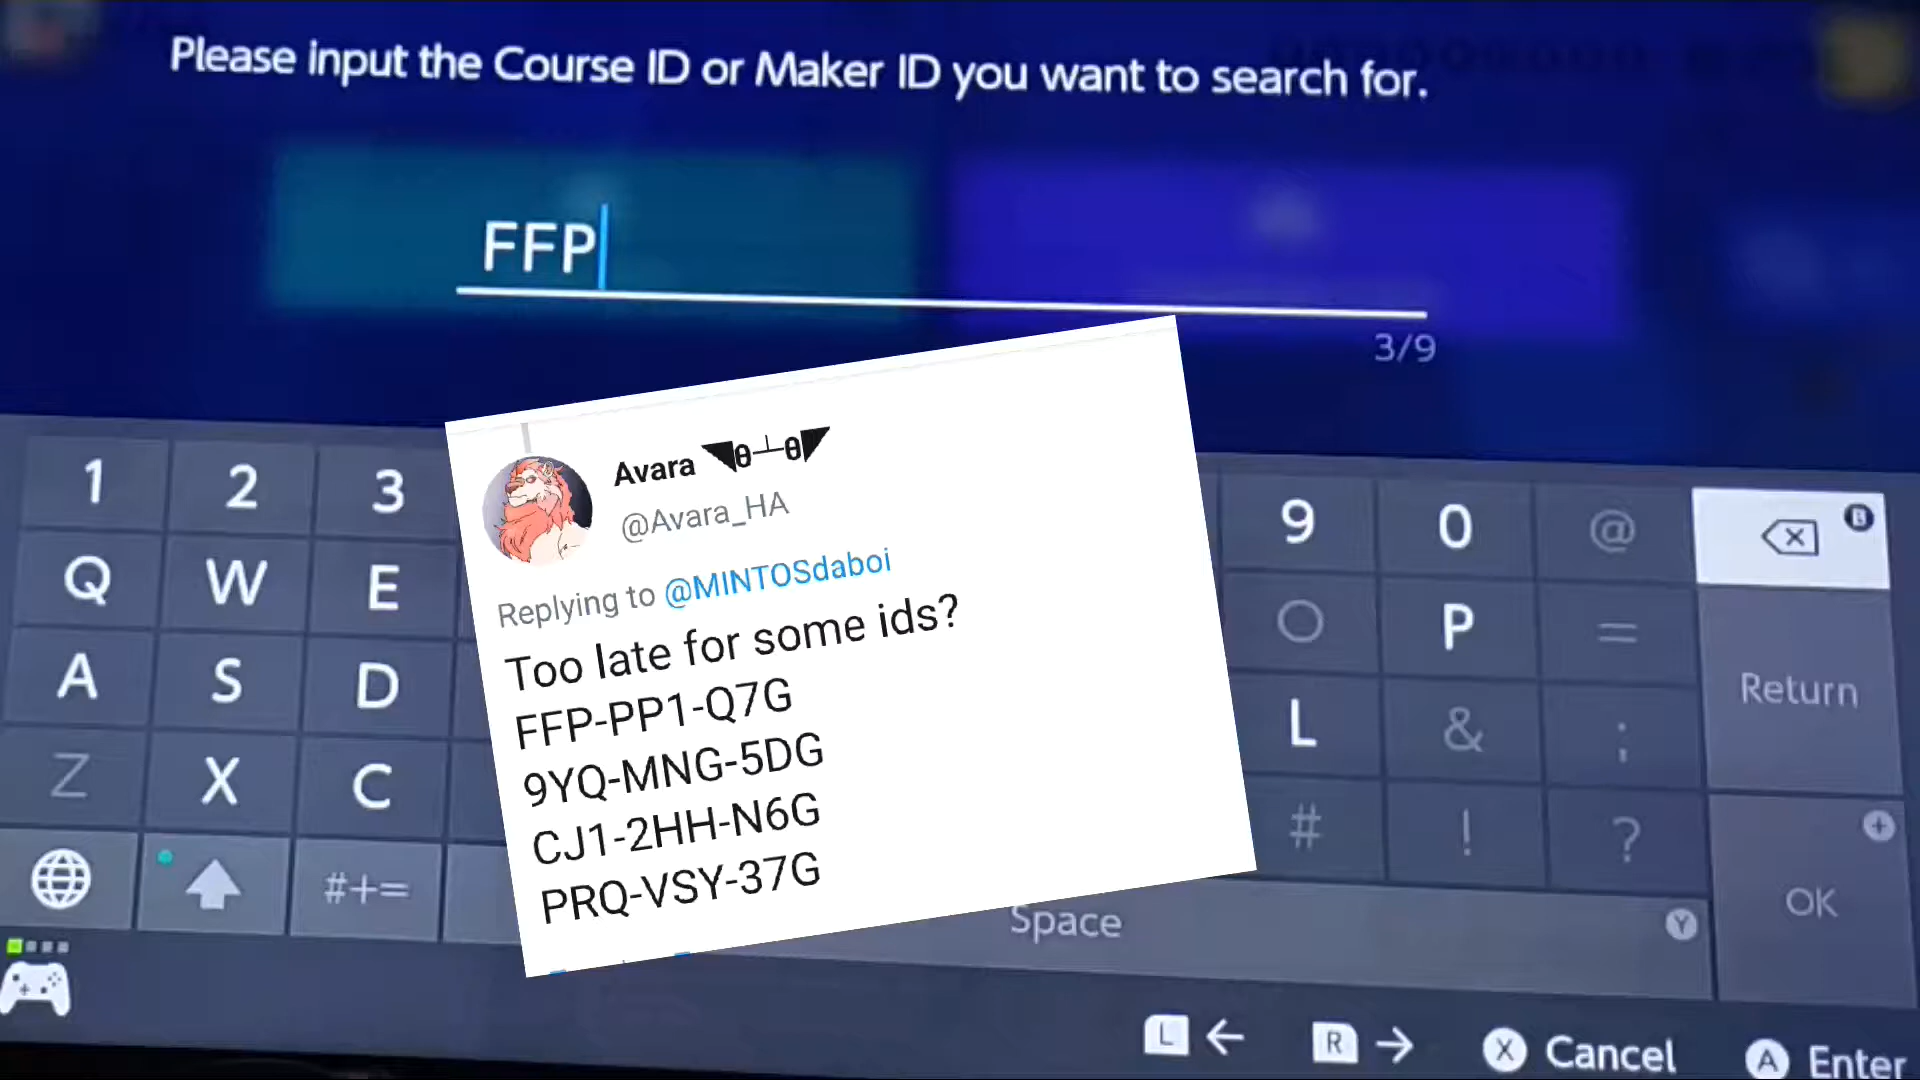 Please input the Course ID or Maker ID you want to search for.
FFP
3/9
1 2 3 9 0 @
B
Q W E O P =
A S D L & ;
Return
Z X C # ! ?
+
#+= Space Y OK
Avara ◥θ┴θ◤
@Avara_HA
Replying to @MINTOSdaboi
Too late for some ids?
FFP-PP1-Q7G
9YQ-MNG-5DG
CJ1-2HH-N6G
PRQ-VSY-37G
L ← R → X Cancel A Enter